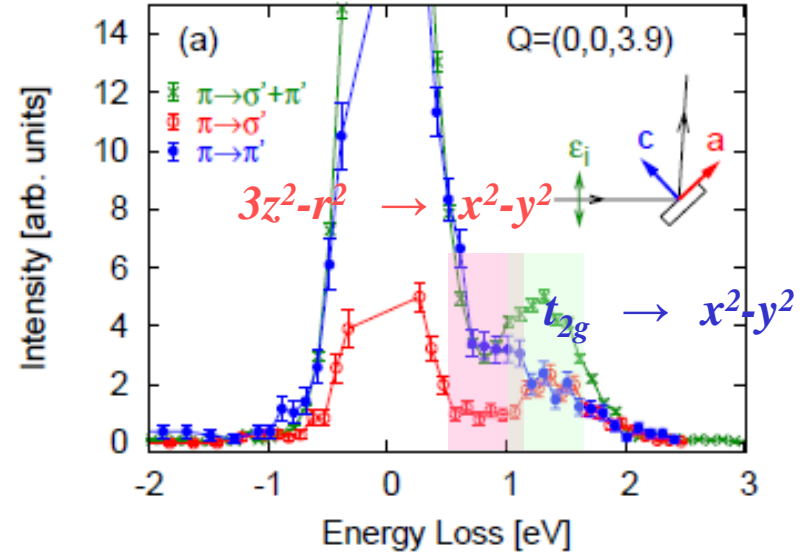 14
(a)
Q=(0,0,3.9)
12
π→σ'+π'
π→σ'
10
π→π'
c
a
εi
8
3z²-r² → x²-y²
6
4
t2g → x²-y²
2
0
-2 -1 0 1 2 3
Intensity [arb. units]
Energy Loss [eV]